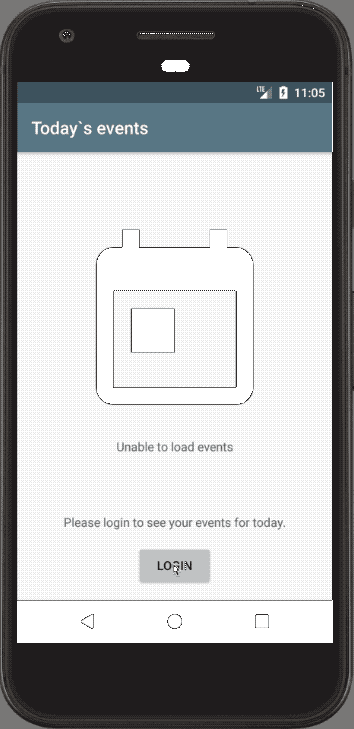 LTE 11:05
Today`s events
Unable to load events
Please login to see your events for today.
LOGIN